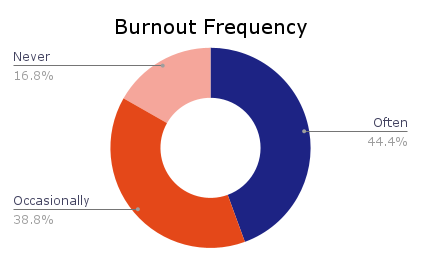 Burnout Frequency
Never
16.8%
Often
44.4%
Occasionally
38.8%